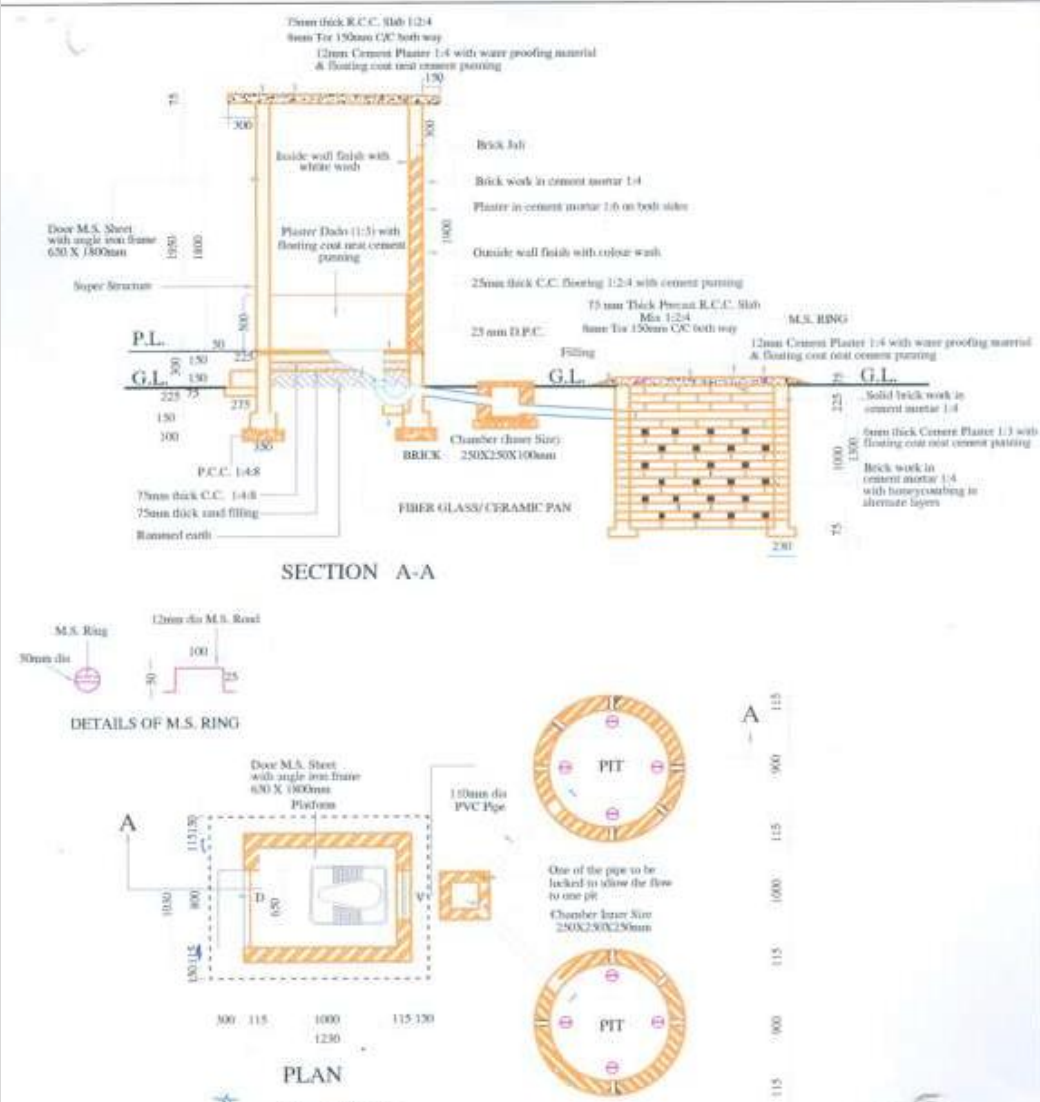 75mm thick R.C.C. Slab 1:2:4
8mm Tor 150mm C/C both way
12mm Cement Plaster 1:4 with water proofing material
& floating coat neat cement punning
150
75
300
300
Brick Jali
Inside wall finish with
whtite wash
Brick work in cement mortar 1:4
Plaster in cement mortar 1:6 on both sides
Door M.S. Sheet
with angle iron frame
650 X 1800mm
1950
1800
Plaster Dado (1:3) with
floating coat neat cement
punning
1900
Outside wall finish with colour wash
Super Structure
25mm thick C.C. flooring 1:2:4 with cement punning
500
75 mm Thick Precast R.C.C. Slab
Mix 1:2:4
8mm Tor 150mm C/C both way
M.S. RING
25 mm D.P.C.
12mm Cement Plaster 1:4 with water proofing material
& floating coat neat cement punning
P.L.
50
225
Filling
300
150
150
G.L.
G.L.
G.L.
75
225
75
275
225
Solid brick work in
cement mortar 1:4
150
100
350
Chamber (Inner Size)
250X250X100mm
BRICK
6mm thick Cement Plaster 1:3 with
floating coat neat cement punning
1000
1300
P.C.C. 1:4:8
Brick work in
cement mortar 1:4
with honeycombing in
alternate layers
75mm thick C.C. 1:4:8
75mm thick sand filling
FIBER GLASS/ CERAMIC PAN
Rammed earth
75
230
SECTION A-A
M.S. Ring
12mm dia M.S. Road
50mm dia
100
50
25
DETAILS OF M.S. RING
A
115
PIT
900
Door M.S. Sheet
with angle iron frame
650 X 1800mm
Platform
110mm dia
PVC Pipe
A
115
150
115
One of the pipe to be
locked to allow the flow
to one pit
1030
800
D
650
V
1000
Chamber Inner Size
250X250X250mm
115
150
115
300 115 1000 115 150
1230
PIT
900
PLAN
115